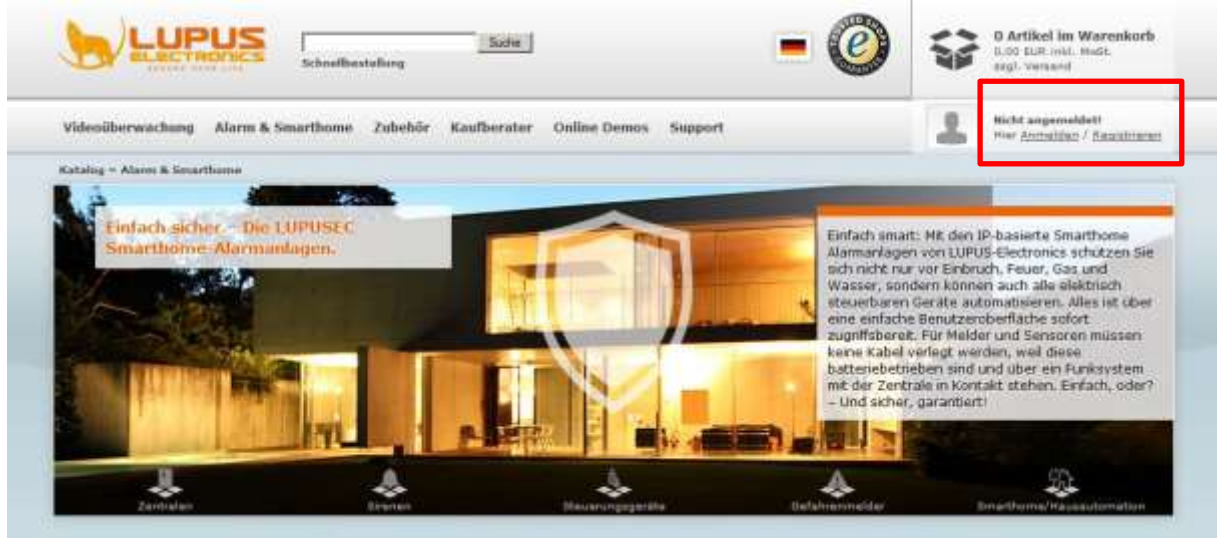 LUPUS
ELECTRONICS
Suche
Schnellbestellung
TRUSTED SHOPS
e
GUARANTEE
0 Artikel im Warenkorb
0,00 EUR inkl. MwSt.
zzgl. Versand
Videoüberwachung Alarm & Smarthome Zubehör Kaufberater Online Demos Support
Nicht angemeldet!
Hier Anmelden / Registrieren
Katalog ~ Alarm & Smarthome
Einfach sicher. - Die LUPUSEC
Smarthome-Alarmanlagen.
Einfach smart: Mit den IP-basierte Smarthome
Alarmanlagen von LUPUS-Electronics schützen Sie
sich nicht nur vor Einbruch, Feuer, Gas und
Wasser, sondern können auch alle elektrisch
steuerbaren Geräte automatisieren. Alles ist über
eine einfache Benutzeroberfläche sofort
zugriffsbereit. Für Melder und Sensoren müssen
keine Kabel verlegt werden, weil diese
batteriebetrieben sind und über ein Funksystem
mit der Zentrale in Kontakt stehen. Einfach, oder?
– Und sicher, garantiert!
Zentralen
Sirenen
Steuerungsgeräte
Gefahrenmelder
Smarthome/Hausautomation